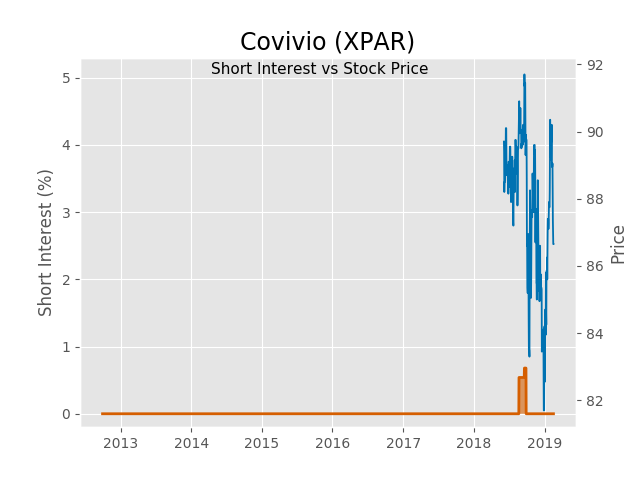 Covivio (XPAR)
Short Interest vs Stock Price
Short Interest (%)
5
4
3
2
1
0
92
90
88
86
84
82
Price
2013 2014 2015 2016 2017 2018 2019